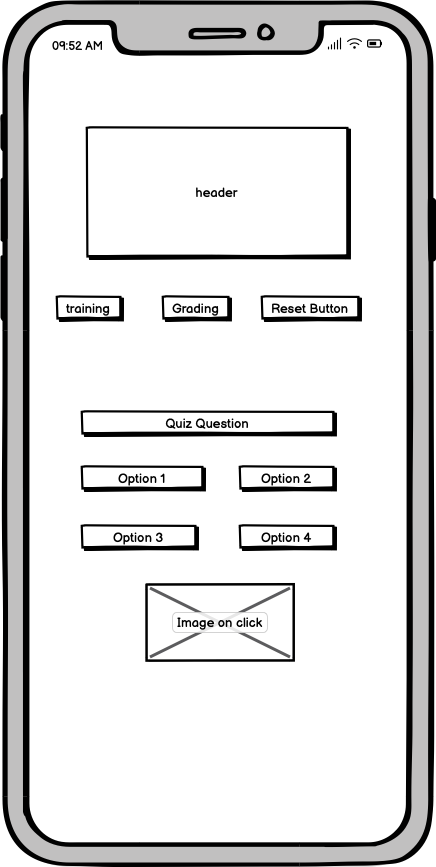 09:52 AM
header
training
Grading
Reset Button
Quiz Question
Option 1
Option 2
Option 3
Option 4
Image on click